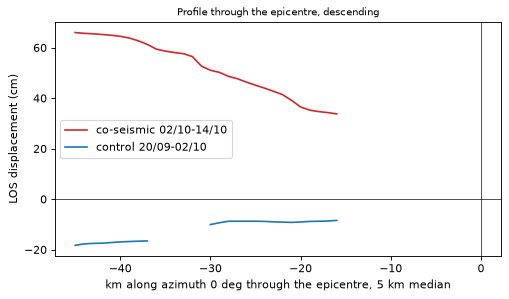 Profile through the epicentre, descending
LOS displacement (cm)
60
40
20
0
−20
co-seismic 02/10-14/10
control 20/09-02/10
−40 −30 −20 −10 0
km along azimuth 0 deg through the epicentre, 5 km median